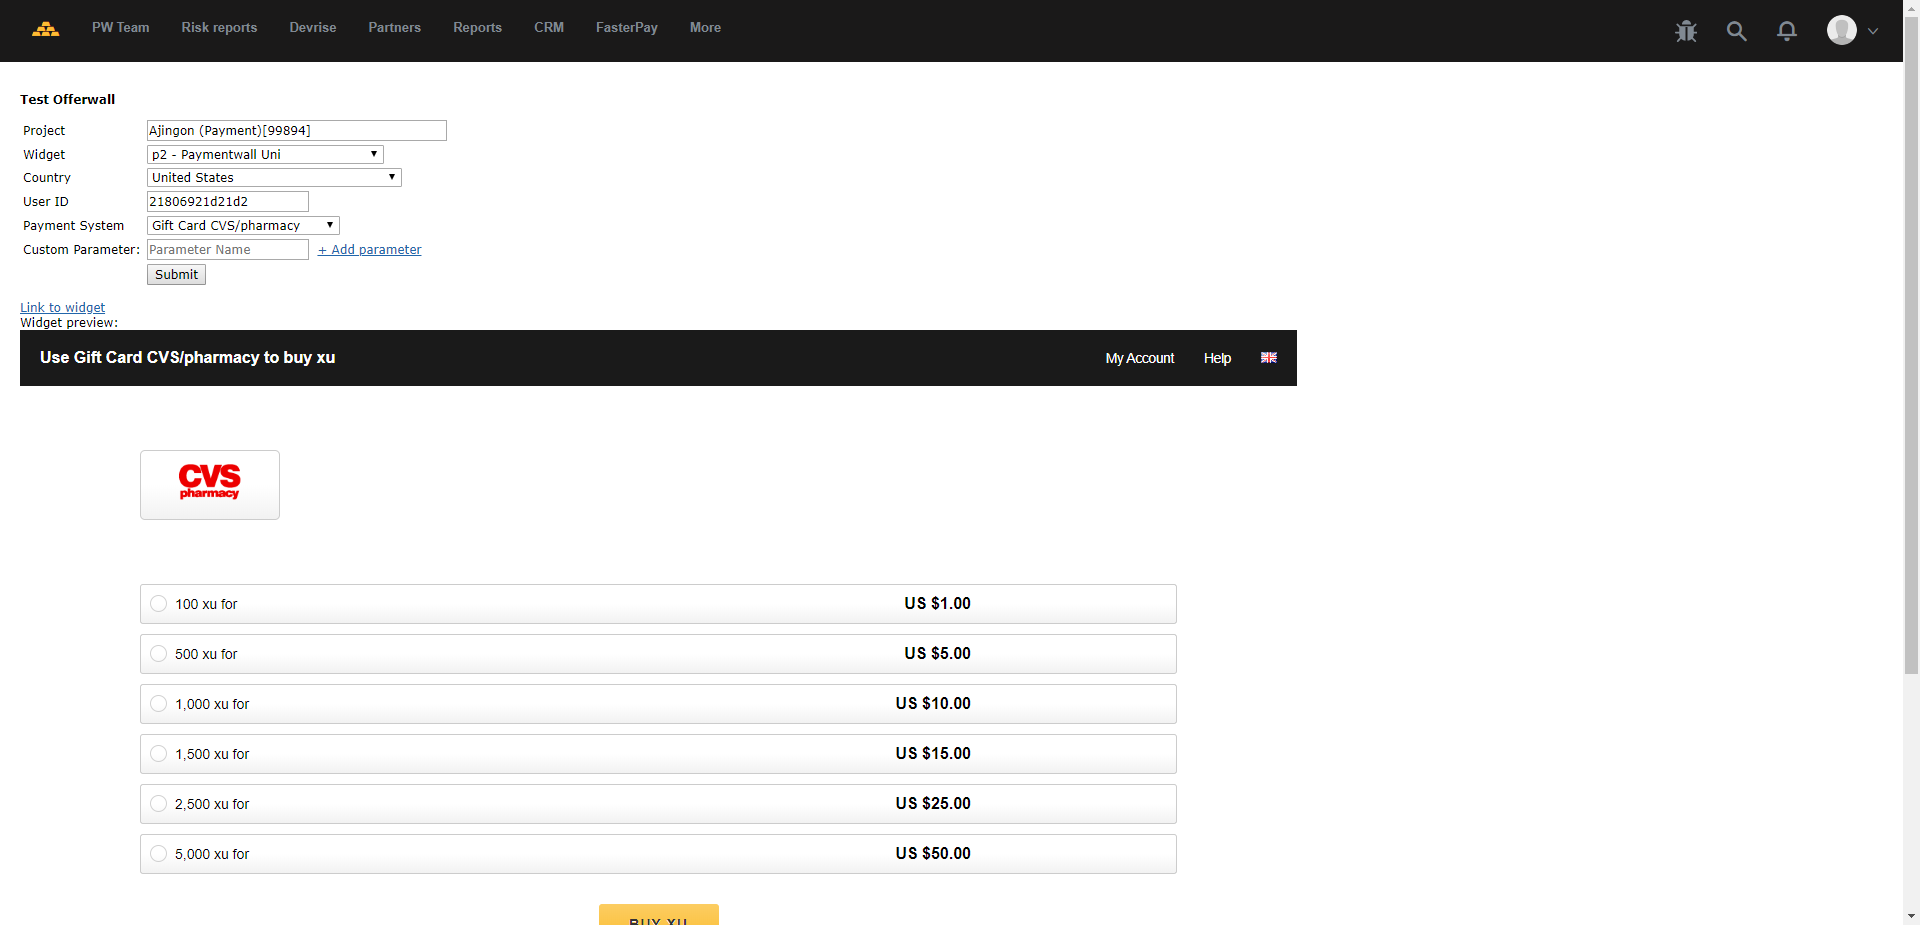 PW Team Risk reports Devrise Partners Reports CRM FasterPay More
Test Offerwall
Project Ajingon (Payment)[99894]
Widget p2 - Paymentwall Uni
Country United States
User ID 21806921d21d2
Payment System Gift Card CVS/pharmacy
Custom Parameter: Parameter Name + Add parameter
Submit
Link to widget
Widget preview:
Use Gift Card CVS/pharmacy to buy xu My Account Help
CVS
pharmacy
100 xu for US $1.00
500 xu for US $5.00
1,000 xu for US $10.00
1,500 xu for US $15.00
2,500 xu for US $25.00
5,000 xu for US $50.00
BUY XU